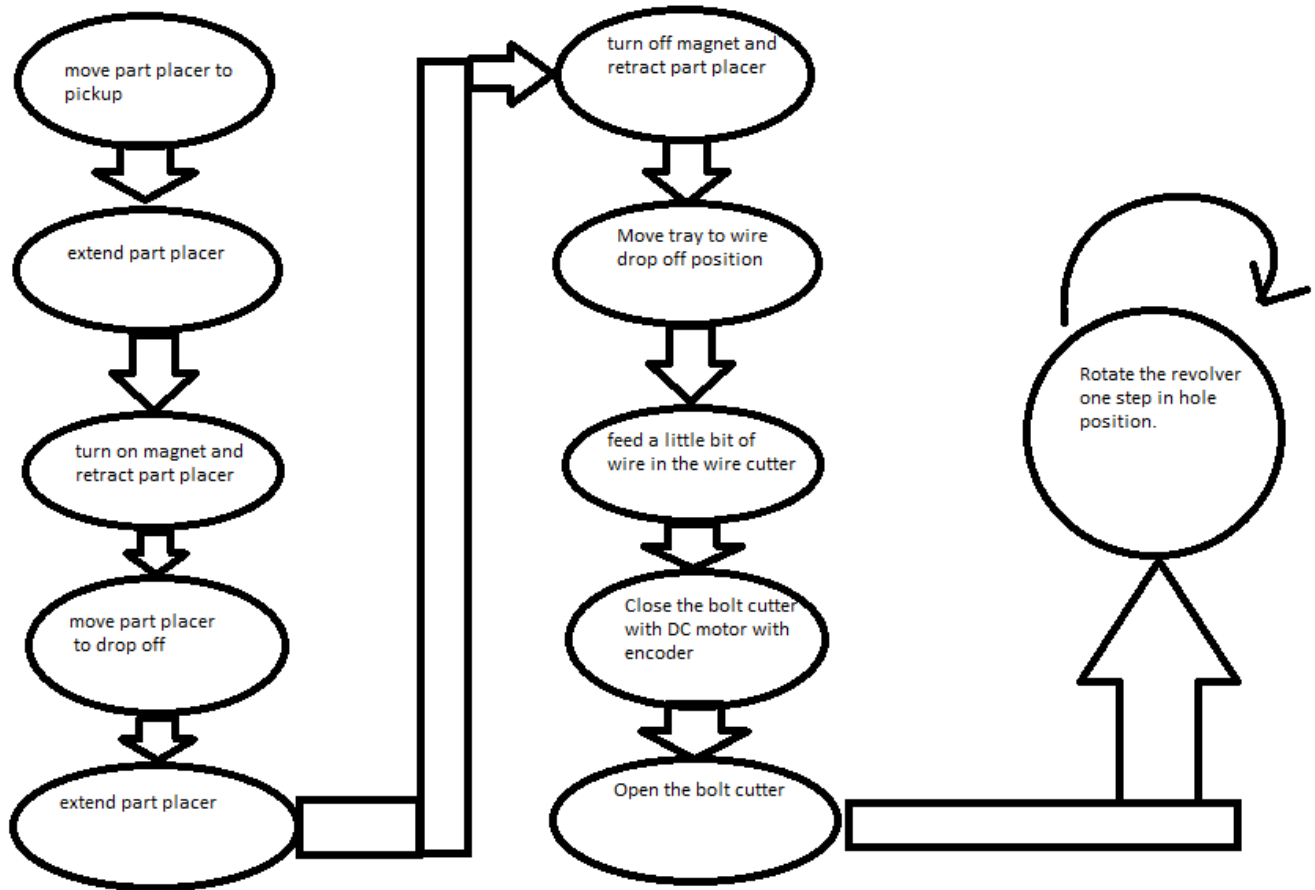 move part placer to
pickup
extend part placer
turn on magnet and
retract part placer
move part placer
to drop off
extend part placer
turn off magnet and
retract part placer
Move tray to wire
drop off position
feed a little bit of
wire in the wire cutter
Close the bolt cutter
with DC motor with
encoder
Open the bolt cutter
Rotate the revolver
one step in hole
position.